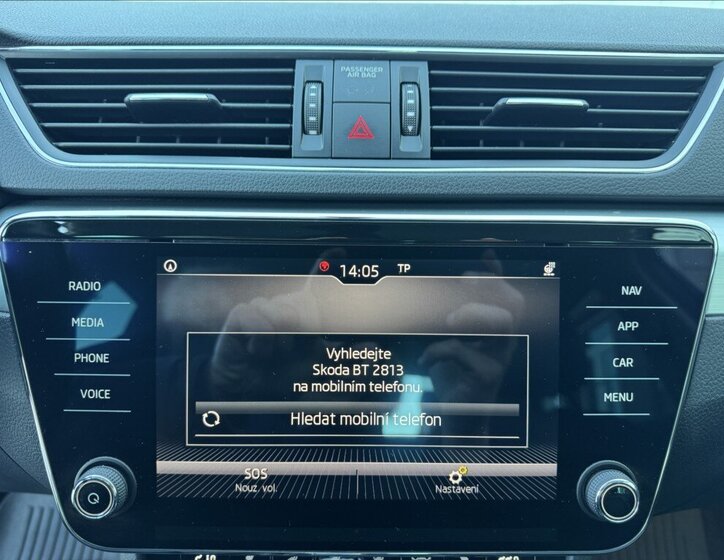 PASSENGER
AIR BAG
14:05 TP
RADIO
MEDIA
PHONE
VOICE
NAV
APP
CAR
MENU
Vyhledejte
Skoda BT 2813
na mobilním telefonu.
Hledat mobilní telefon
SOS
Nouz. vol.
Nastavení